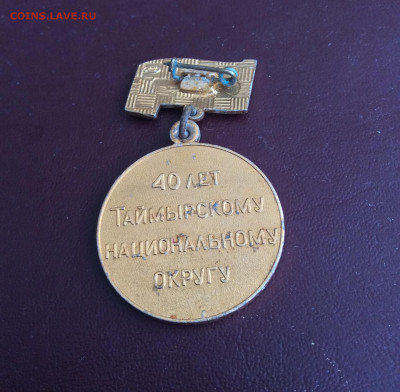 COINS.LAVE.RU
40 ЛЕТ
ТАЙМЫРСКОМУ
НАЦИОНАЛЬНОМУ
ОКРУГУ